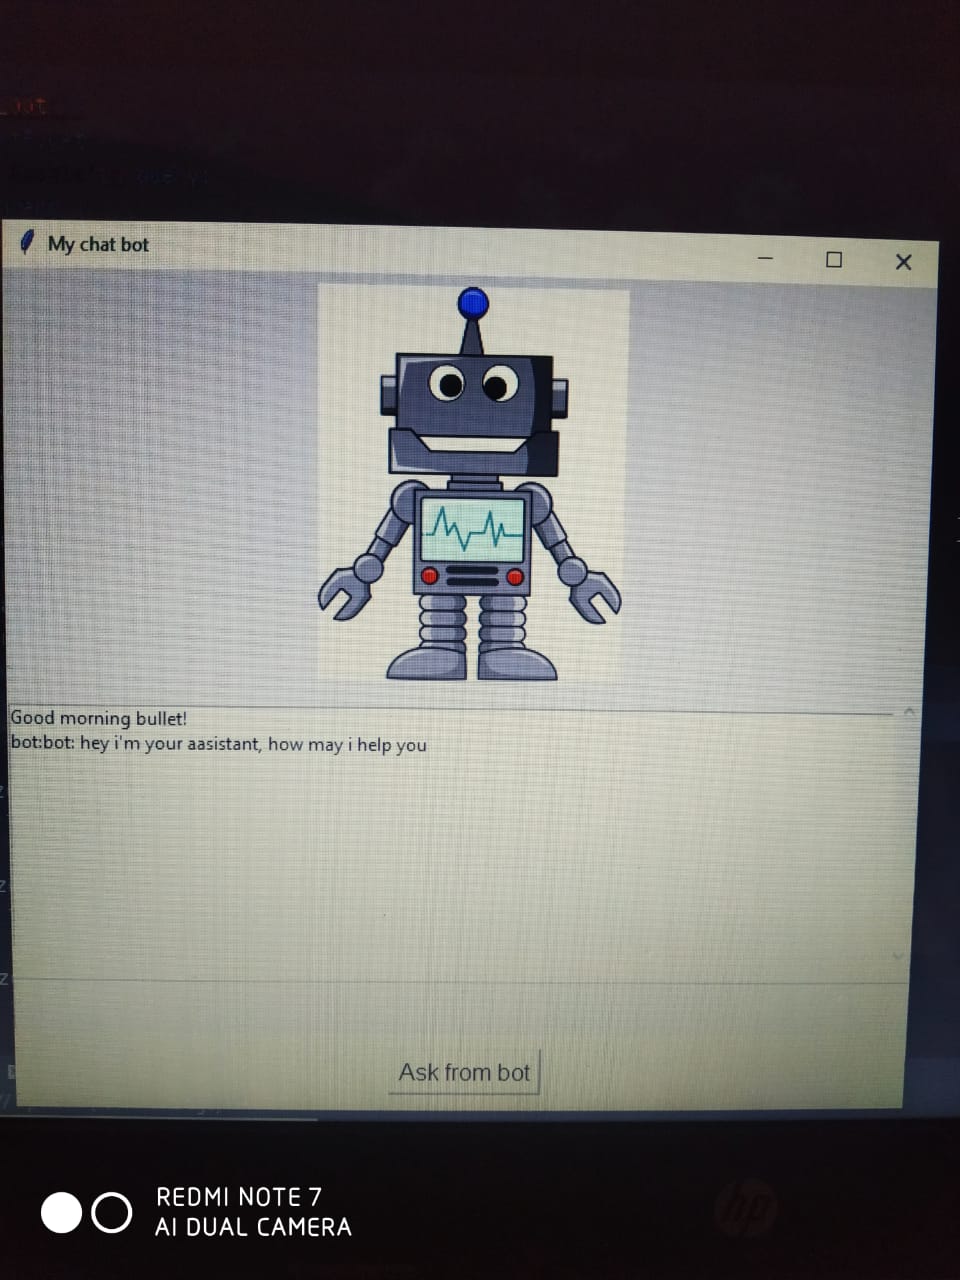 My chat bot
Good morning bullet!
bot:bot: hey i'm your aasistant, how may i help you
Ask from bot
hp
REDMI NOTE 7
AI DUAL CAMERA